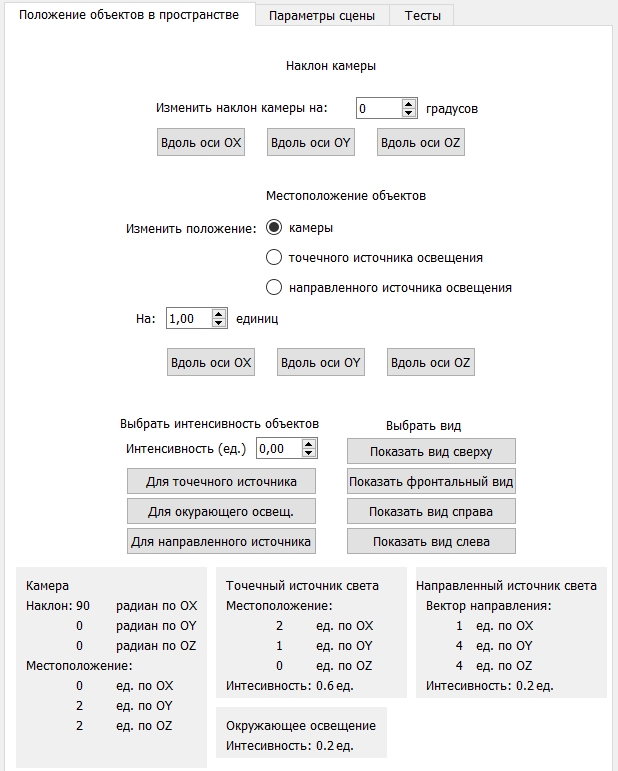 Положение объектов в пространстве Параметры сцены Тесты
Наклон камеры
Изменить наклон камеры на: 0 градусов
Вдоль оси OX Вдоль оси OY Вдоль оси OZ
Местоположение объектов
Изменить положение: камеры
точечного источника освещения
направленного источника освещения
На: 1,00 единиц
Вдоль оси OX Вдоль оси OY Вдоль оси OZ
Выбрать интенсивность объектов
Интенсивность (ед.) 0,00
Для точечного источника
Для окурающего освещ.
Для направленного источника
Выбрать вид
Показать вид сверху
Показать фронтальный вид
Показать вид справа
Показать вид слева
Камера
Наклон: 90 радиан по OX
0 радиан по OY
0 радиан по OZ
Местоположение:
0 ед. по OX
2 ед. по OY
2 ед. по OZ
Точечный источник света
Местоположение:
2 ед. по OX
1 ед. по OY
0 ед. по OZ
Интесивность: 0.6 ед.
Окружающее освещение
Интесивность: 0.2 ед.
Направленный источник света
Вектор направления:
1 ед. по OX
4 ед. по OY
4 ед. по OZ
Интесивность: 0.2 ед.